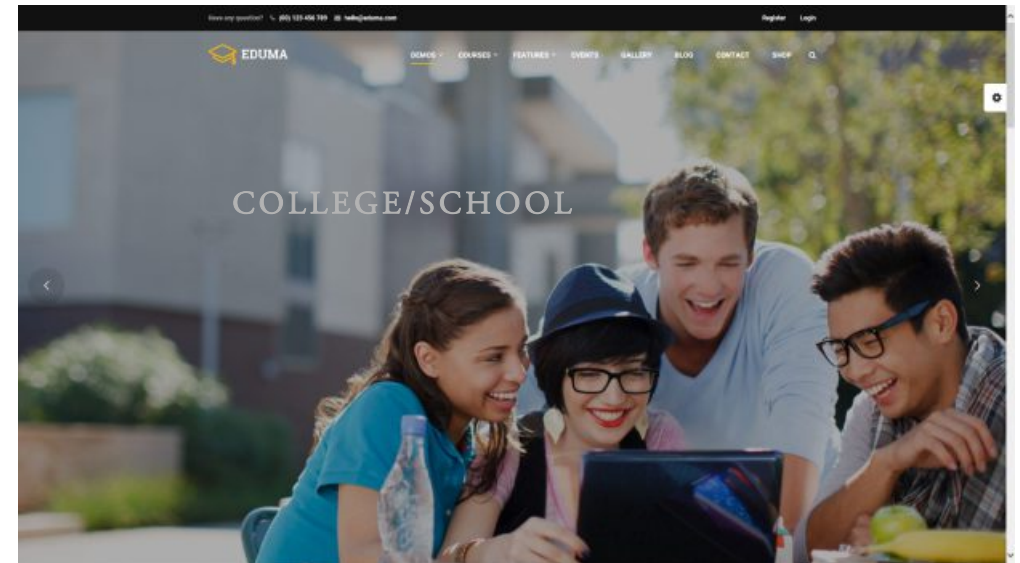 Have any question? (00) 123 456 789 hello@eduma.com Register Login
EDUMA DEMOS COURSES FEATURES EVENTS GALLERY BLOG CONTACT SHOP
COLLEGE/SCHOOL